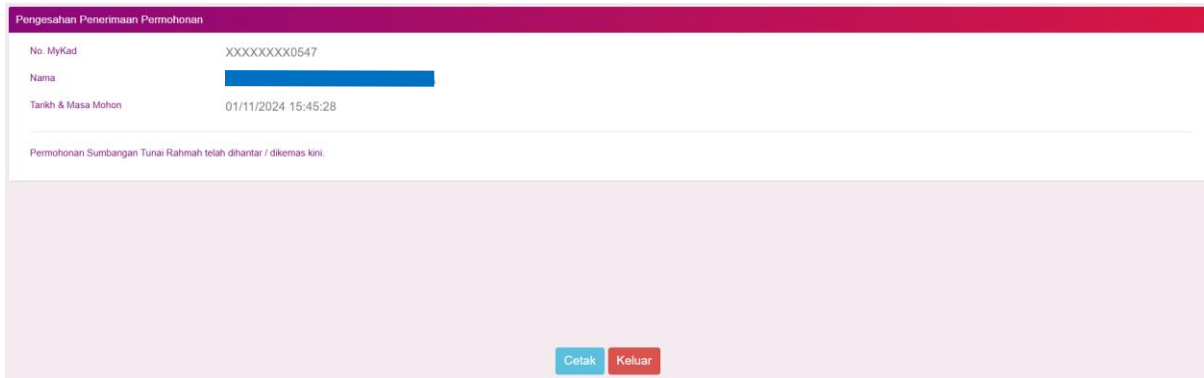 Pengesahan Penerimaan Permohonan
No. MyKad XXXXXXXX0547
Nama
Tarikh & Masa Mohon 01/11/2024 15:45:28
Permohonan Sumbangan Tunai Rahmah telah dihantar / dikemas kini.
Cetak Keluar